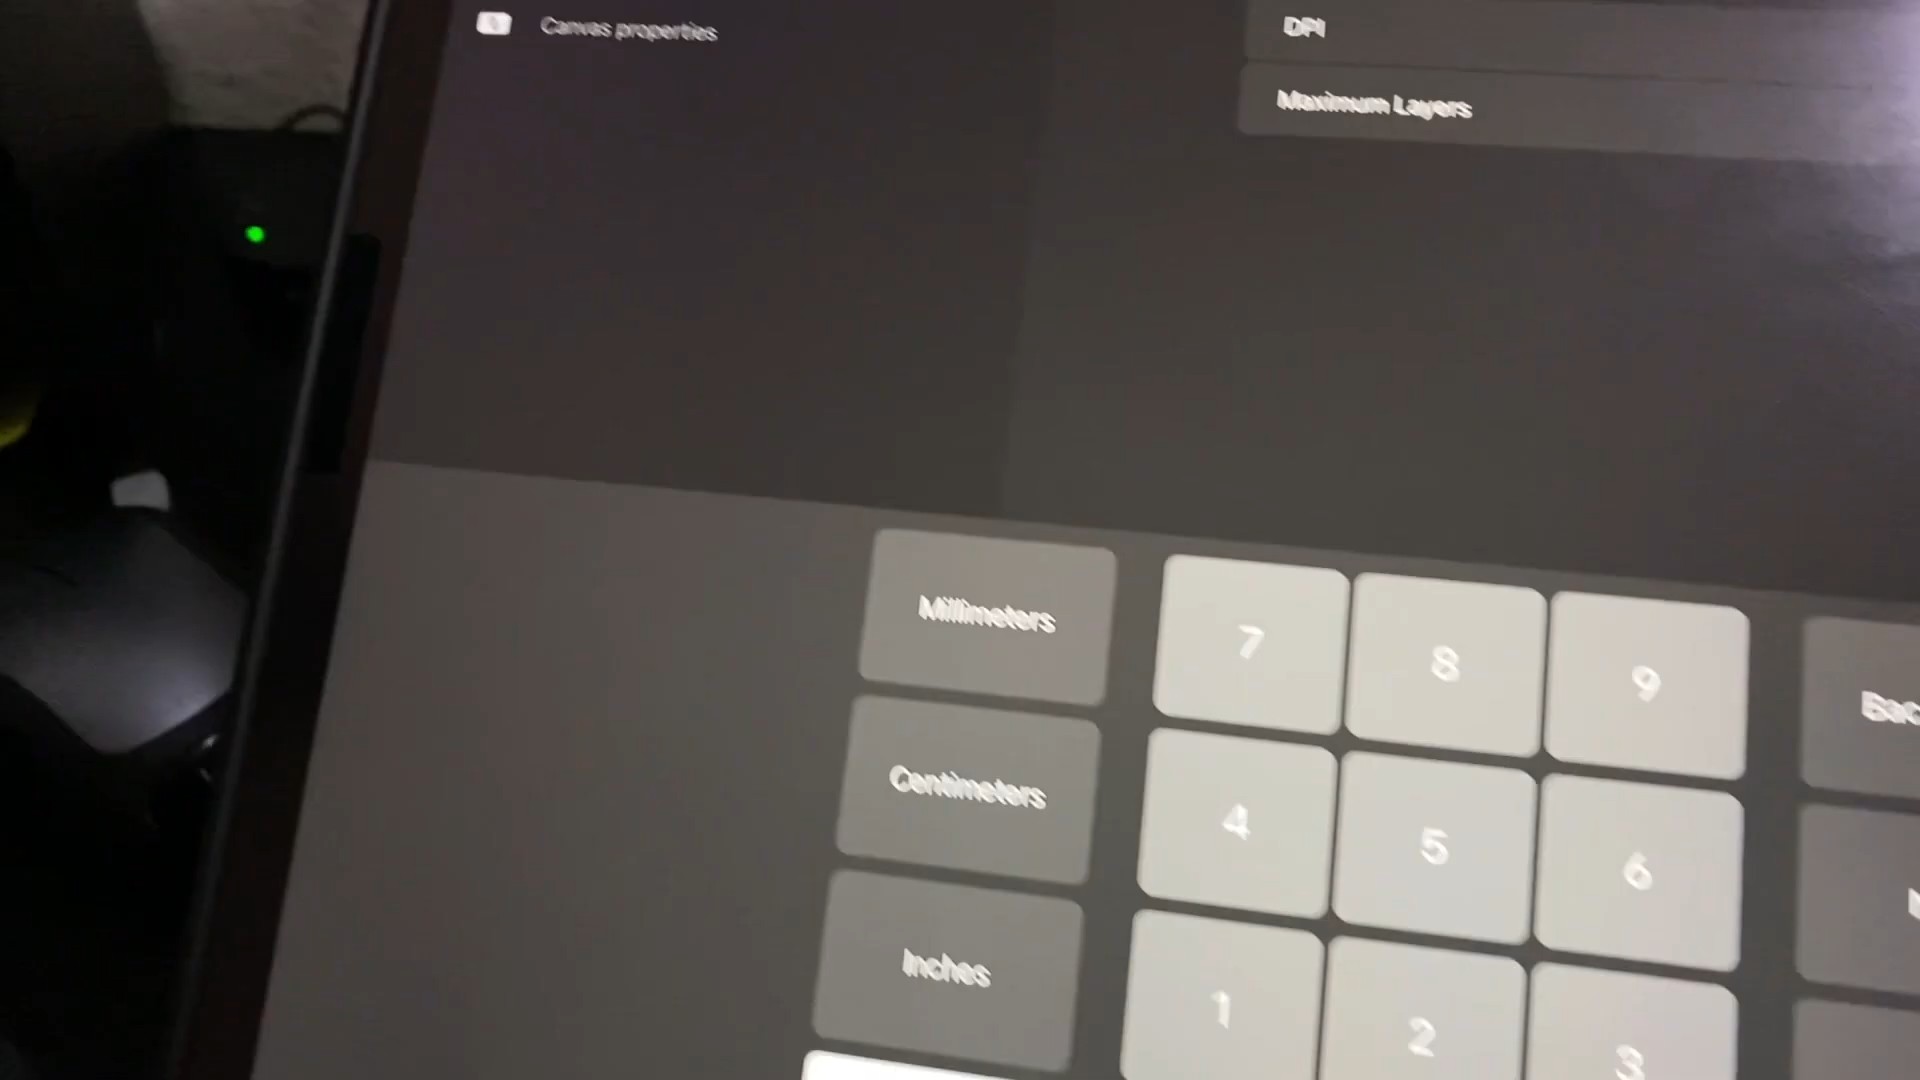 Canvas properties
DPI
Maximum Layers
Millimeters
7
8
9
Centimeters
4
5
6
Inches
1
2
3